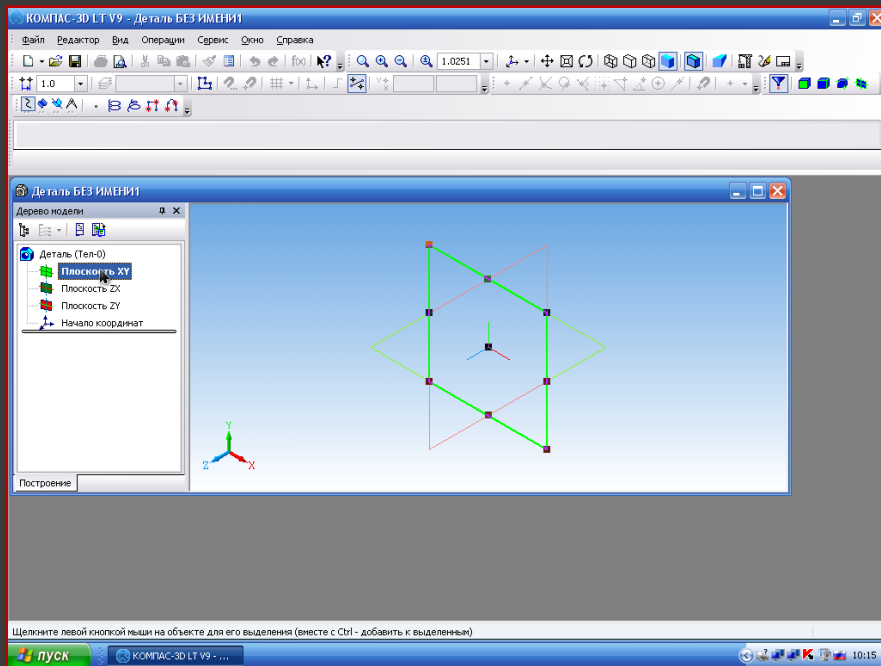 КОМПАС-3D LT V9 - Деталь БЕЗ ИМЕНИ1
Файл Редактор Вид Операции Сервис Окно Справка
1.0251
f(x)
1.0
Деталь БЕЗ ИМЕНИ1
Дерево модели
Деталь (Тел-0)
Плоскость XY
Плоскость ZX
Плоскость ZY
Начало координат
Y
Z X
Построение
Щелкните левой кнопкой мыши на объекте для его выделения (вместе с Ctrl - добавить к выделенным)
пуск КОМПАС-3D LT V9 - ... 10:15